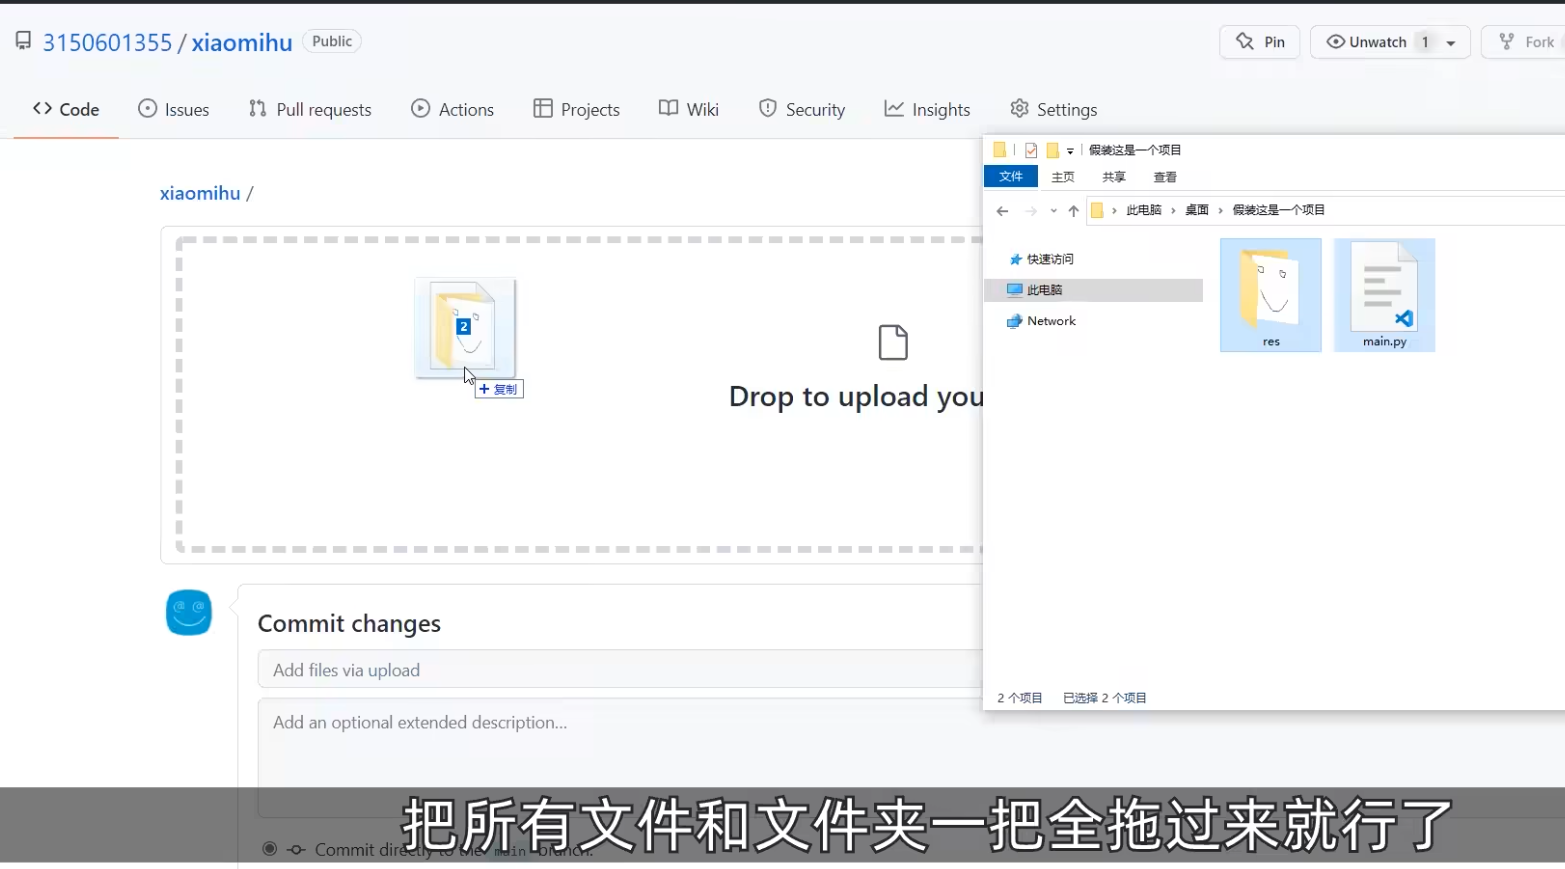 3150601355 / xiaomihu Public
Pin
Unwatch 1
Fork
Code
Issues
Pull requests
Actions
Projects
Wiki
Security
Insights
Settings
xiaomihu /
2
复制
Drop to upload you
Commit changes
Add files via upload
Add an optional extended description...
Commit directly to the main branch.
假装这是一个项目
文件
主页
共享
查看
此电脑 › 桌面 › 假装这是一个项目
快速访问
此电脑
Network
res
main.py
2 个项目
已选择 2 个项目
把所有文件和文件夹一把全拖过来就行了